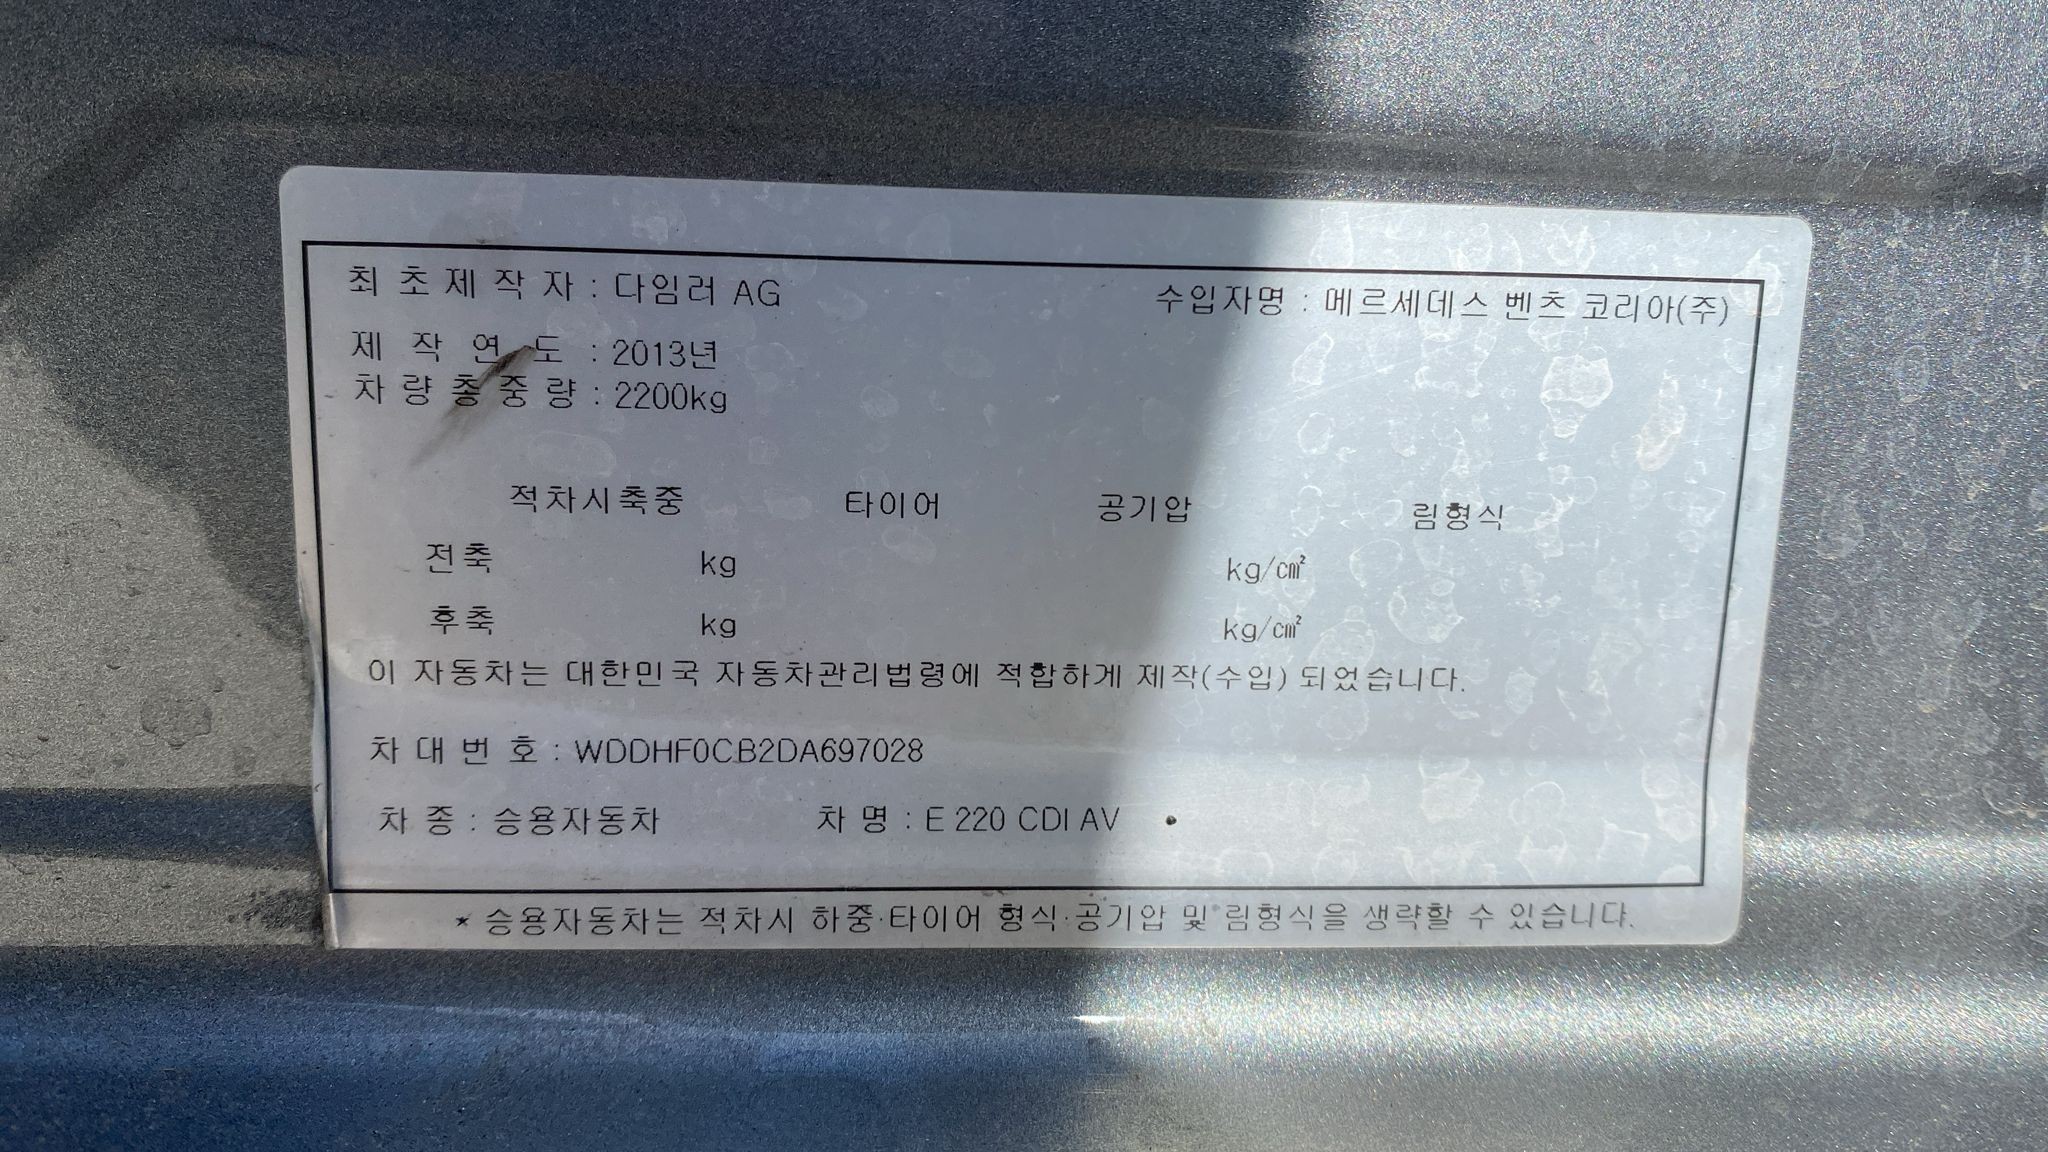 최초제작자 : 다임러 AG 수입자명 : 메르세데스 벤츠 코리아(주)
제작연도 : 2013년
차량총중량 : 2200kg
적차시축중 타이어 공기압 림형식
전축 kg kg/㎠
후축 kg kg/㎠
이 자동차는 대한민국 자동차관리법령에 적합하게 제작(수입) 되었습니다.
차대번호 : WDDHF0CB2DA697028
차종 : 승용자동차 차명 : E 220 CDI AV
* 승용자동차는 적차시 하중·타이어 형식·공기압 및 림형식을 생략할 수 있습니다.